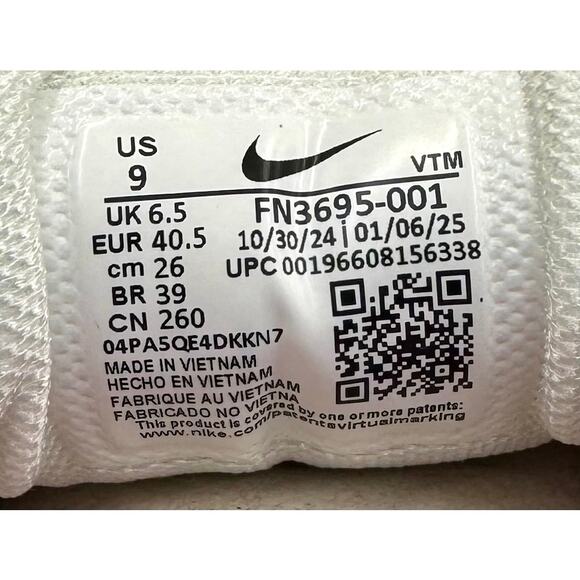 US
9
VTM
UK 6.5
FN3695-001
EUR 40.5
10/30/24 | 01/06/25
cm 26
UPC 00196608156338
BR 39
CN 260
04PA5QE4DKKN7
MADE IN VIETNAM
HECHO EN VIETNAM
FABRIQUE AU VIETNAM
FABRICADO NO VIETNA
This product is covered by one or more patents:
www.nike.com/patentsvirtualmarking